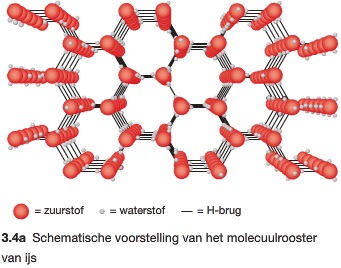 = zuurstof = waterstof — = H-brug
3.4a Schematische voorstelling van het molecuulrooster
van ijs